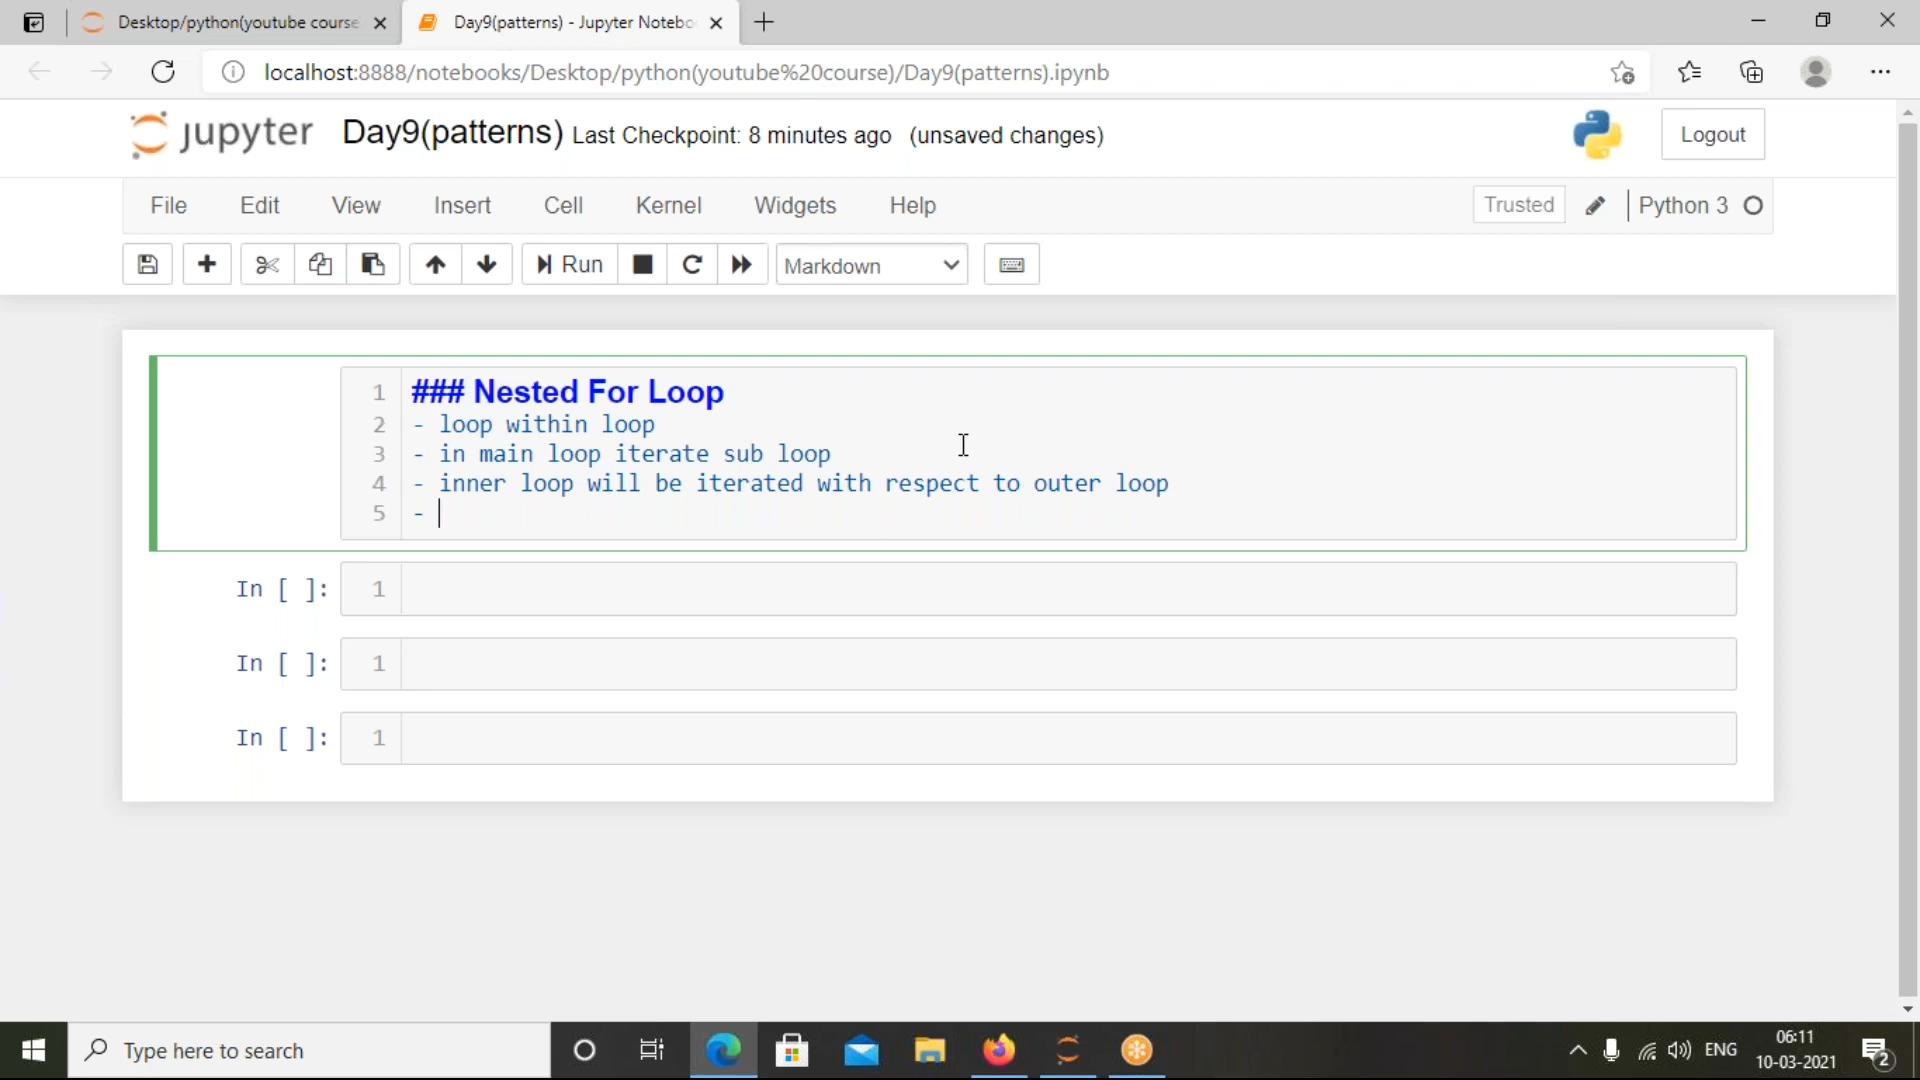 Desktop/python(youtube course
Day9(patterns) - Jupyter Notebo
localhost:8888/notebooks/Desktop/python(youtube%20course)/Day9(patterns).ipynb
jupyter Day9(patterns) Last Checkpoint: 8 minutes ago (unsaved changes)
Logout
File Edit View Insert Cell Kernel Widgets Help
Trusted Python 3
Run Markdown
1 ### Nested For Loop
2 - loop within loop
3 - in main loop iterate sub loop
4 - inner loop will be iterated with respect to outer loop
5 -
In [ ]: 1
In [ ]: 1
In [ ]: 1
Type here to search
ENG
06:11
10-03-2021
2